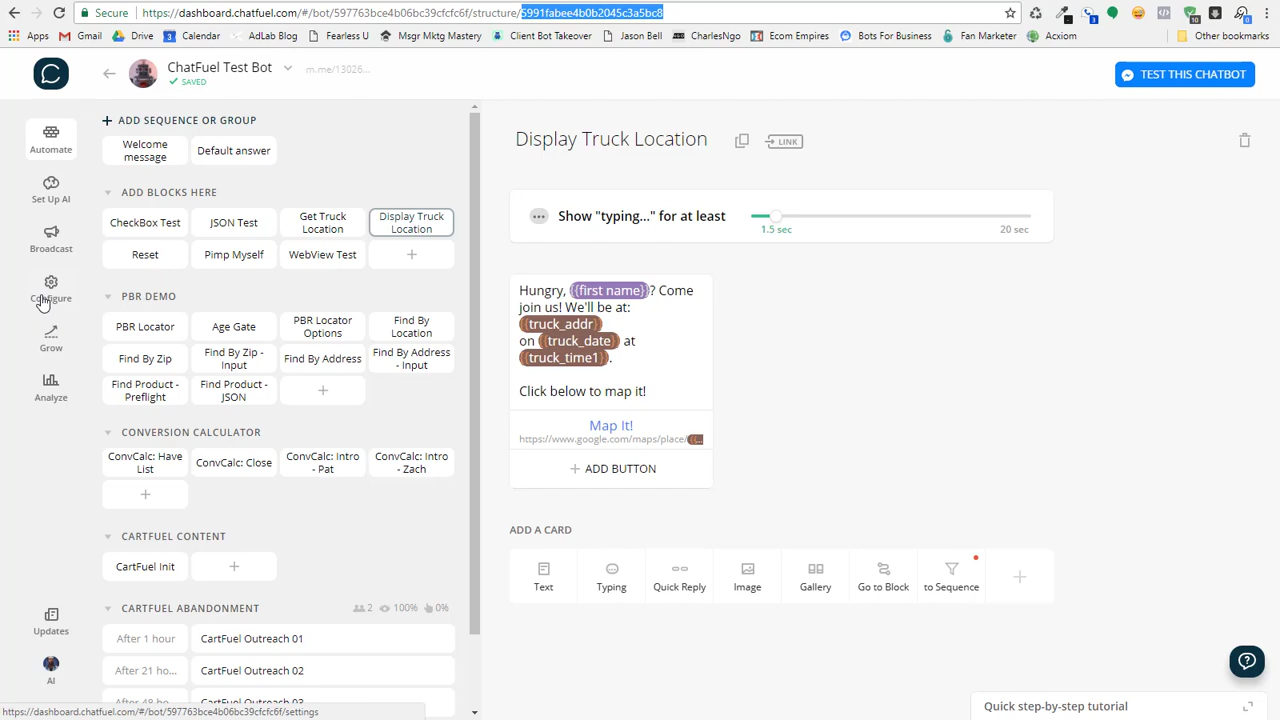 Secure https://dashboard.chatfuel.com/#/bot/597763bce4b06bc39cfcfc6f/structure/5991fabee4b0b2045c3a5bc8
Apps Gmail Drive Calendar AdLab Blog Fearless U Msgr Mktg Mastery Client Bot Takeover Jason Bell CharlesNgo Ecom Empires Bots For Business Fan Marketer Acxiom Other bookmarks
ChatFuel Test Bot
SAVED
m.me/13026...
TEST THIS CHATBOT
Automate
Set Up AI
Broadcast
Configure
Grow
Analyze
Updates
AI
+ ADD SEQUENCE OR GROUP
Welcome message
Default answer
ADD BLOCKS HERE
CheckBox Test
JSON Test
Get Truck Location
Display Truck Location
Reset
Pimp Myself
WebView Test
PBR DEMO
PBR Locator
Age Gate
PBR Locator Options
Find By Location
Find By Zip
Find By Zip - Input
Find By Address
Find By Address - Input
Find Product - Preflight
Find Product - JSON
CONVERSION CALCULATOR
ConvCalc: Have List
ConvCalc: Close
ConvCalc: Intro - Pat
ConvCalc: Intro - Zach
CARTFUEL CONTENT
CartFuel Init
CARTFUEL ABANDONMENT 2 100% 0%
After 1 hour CartFuel Outreach 01
After 21 ho... CartFuel Outreach 02
After 48 ho... CartFuel Outreach 03
https://dashboard.chatfuel.com/#/bot/597763bce4b06bc39cfcfc6f/settings
Display Truck Location
LINK
Show "typing..." for at least
1.5 sec
20 sec
Hungry, {{first name}}? Come
join us! We'll be at:
{{truck_addr}}
on {{truck_date}} at
{{truck_time1}}.
Click below to map it!
Map It!
https://www.google.com/maps/place/
+ ADD BUTTON
ADD A CARD
Text Typing Quick Reply Image Gallery Go to Block to Sequence
Quick step-by-step tutorial